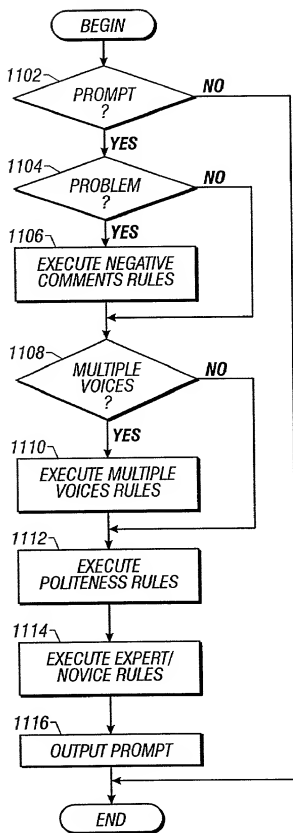 BEGIN
1102
PROMPT
?
NO
YES
1104
PROBLEM
?
NO
YES
1106
EXECUTE NEGATIVE
COMMENTS RULES
1108
MULTIPLE
VOICES
?
NO
YES
1110
EXECUTE MULTIPLE
VOICES RULES
1112
EXECUTE
POLITENESS RULES
1114
EXECUTE EXPERT/
NOVICE RULES
1116
OUTPUT PROMPT
END